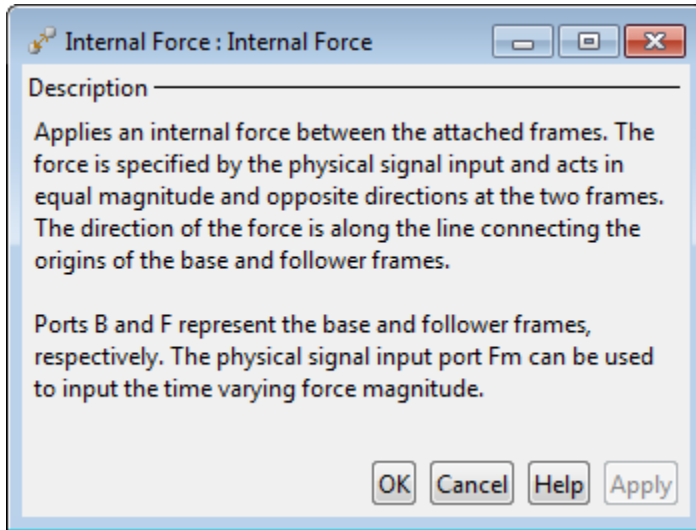 Internal Force : Internal Force
Description
Applies an internal force between the attached frames. The
force is specified by the physical signal input and acts in
equal magnitude and opposite directions at the two frames.
The direction of the force is along the line connecting the
origins of the base and follower frames.
Ports B and F represent the base and follower frames,
respectively. The physical signal input port Fm can be used
to input the time varying force magnitude.
OK Cancel Help Apply